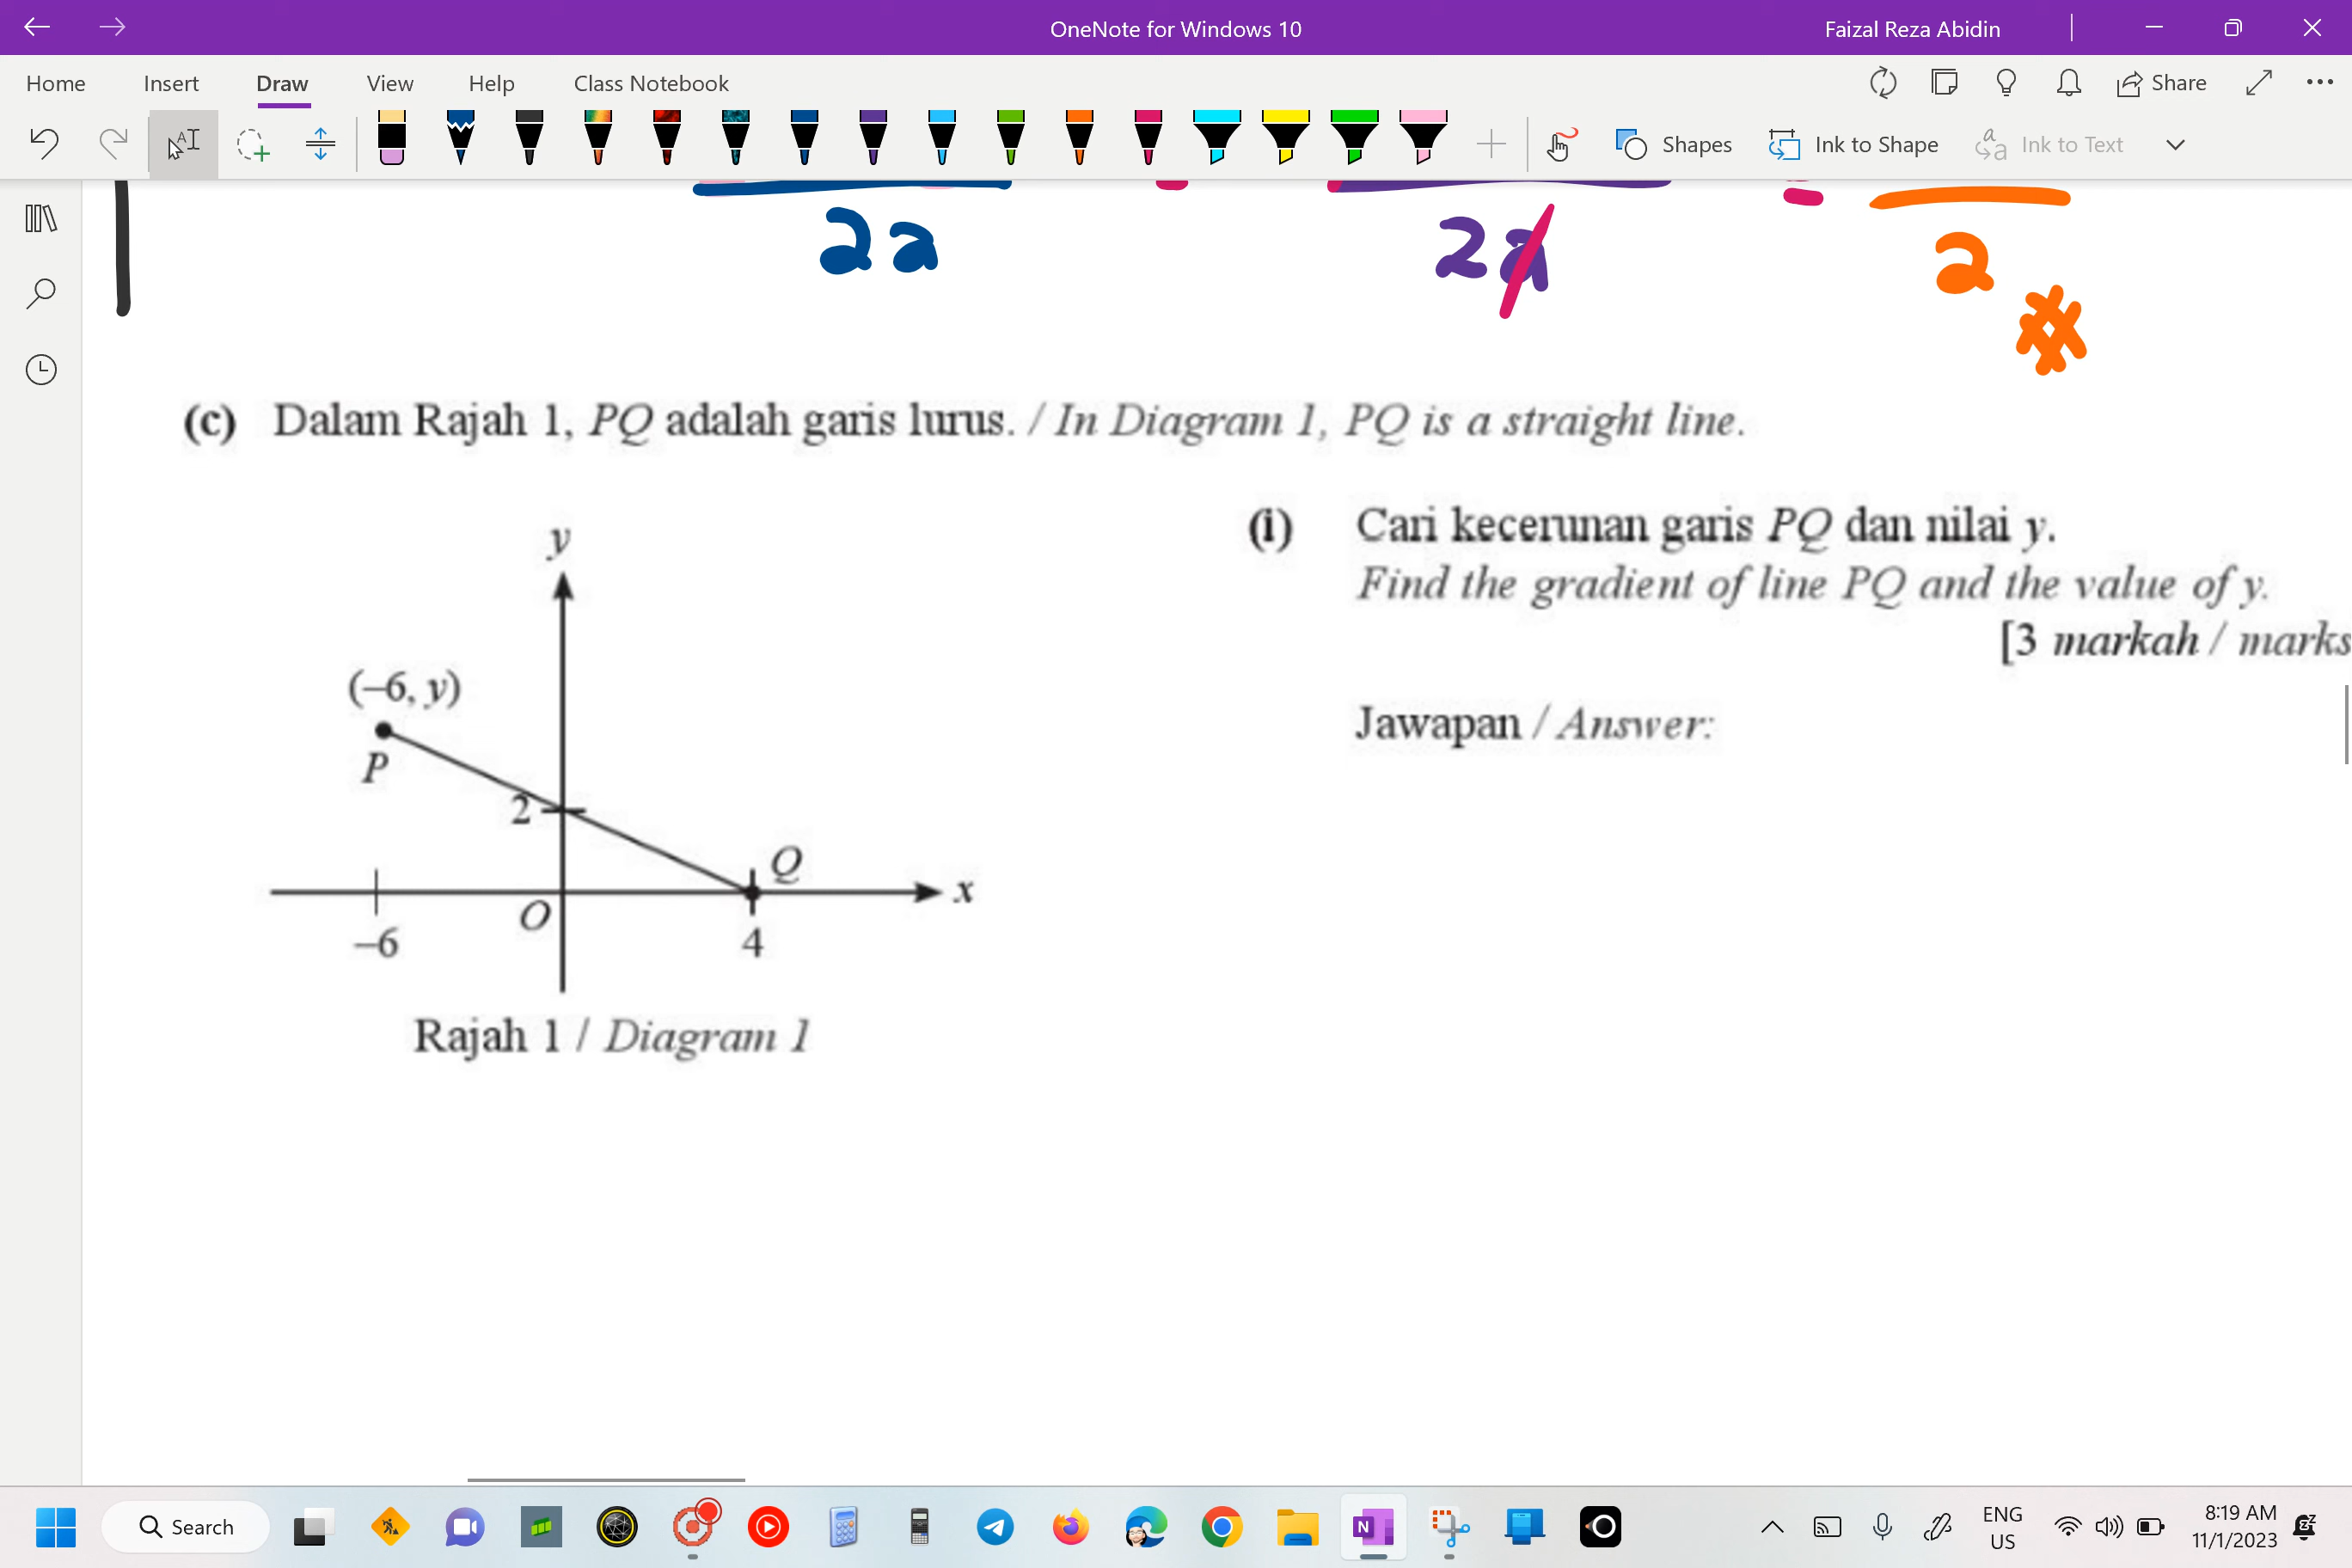 OneNote for Windows 10
Faizal Reza Abidin
Home Insert Draw View Help Class Notebook Share
Shapes Ink to Shape Ink to Text
2a 2a 2
(c) Dalam Rajah 1, PQ adalah garis lurus. / In Diagram 1, PQ is a straight line.
y
(−6, y)
P
2
Q
x
O
−6 4
Rajah 1 / Diagram 1
(i) Cari kecerunan garis PQ dan nilai y.
Find the gradient of line PQ and the value of y.
[3 markah / marks
Jawapan / Answer:
Search
ENG
US
8:19 AM
11/1/2023